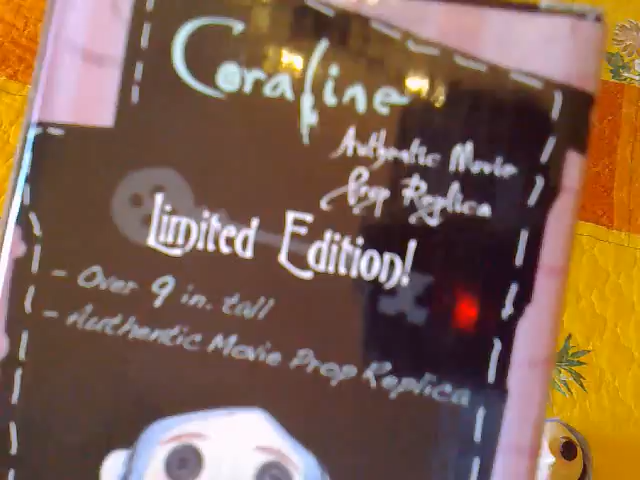 Coraline
Authentic Movie
Prop Replica
Limited Edition!
- Over 9 in. tall
- Authentic Movie Prop Replica